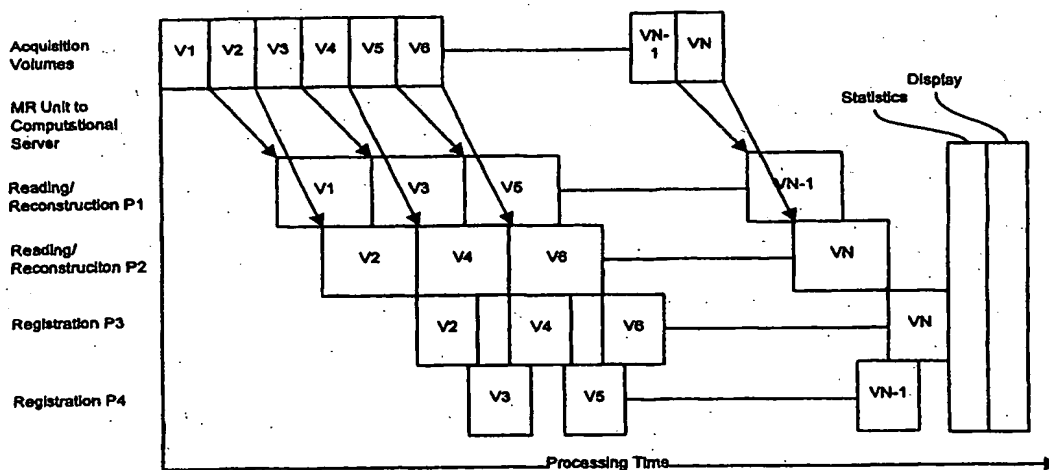 Acquisition
Volumes
V1 V2 V3 V4 V5 V6
VN-
1
VN
Display
Statistics
MR Unit to
Computational
Server
Reading/
Reconstruction P1
V1 V3 V5 VN-1
Reading/
Reconstruciton P2
V2 V4 V6 VN
Registration P3
V2 V4 V6 VN
Registration P4
V3 V5 VN-1
Processing Time